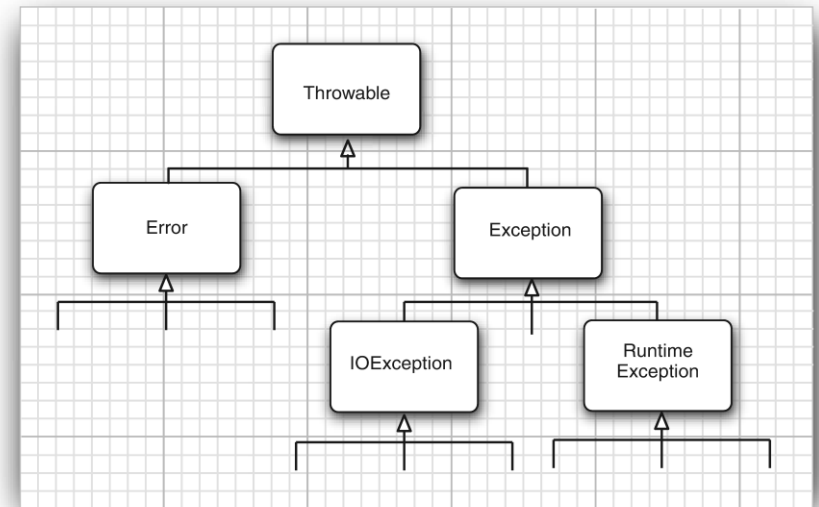 Throwable
Error
Exception
IOException
Runtime
Exception